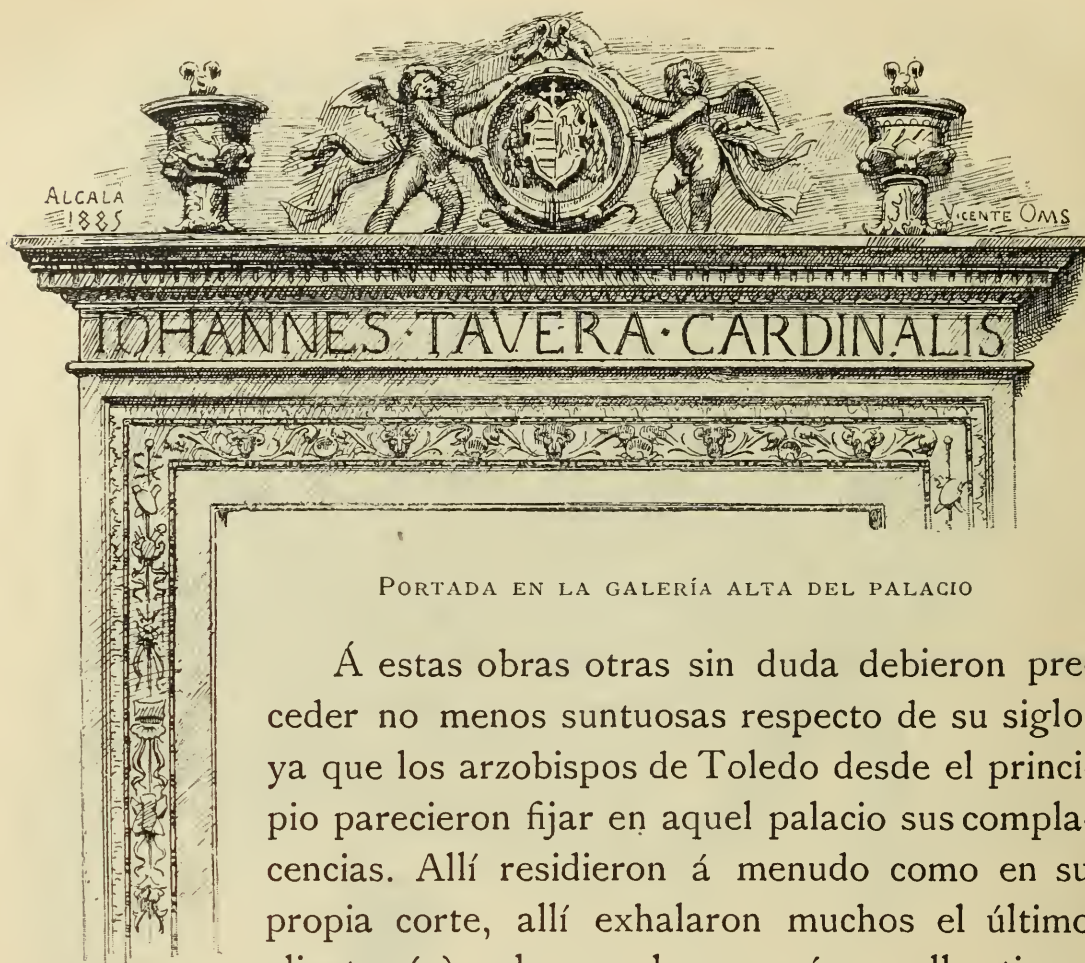 ALCALA
1885
VICENTE OMS
IOHANNES·TAVERA·CARDINALIS
PORTADA EN LA GALERÍA ALTA DEL PALACIO
Á estas obras otras sin duda debieron pre-
ceder no menos suntuosas respecto de su siglo,
ya que los arzobispos de Toledo desde el princi-
pio parecieron fijar en aquel palacio sus compla-
cencias. Allí residieron á menudo como en su
propia corte, allí exhalaron muchos el último